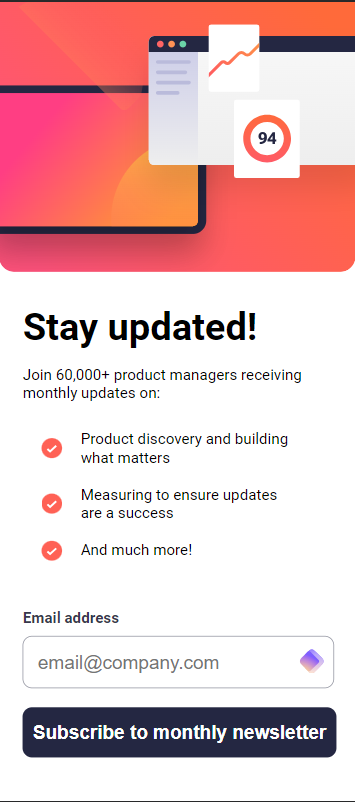 94
Stay updated!
Join 60,000+ product managers receiving
monthly updates on:
Product discovery and building
what matters
Measuring to ensure updates
are a success
And much more!
Email address
email@company.com
Subscribe to monthly newsletter